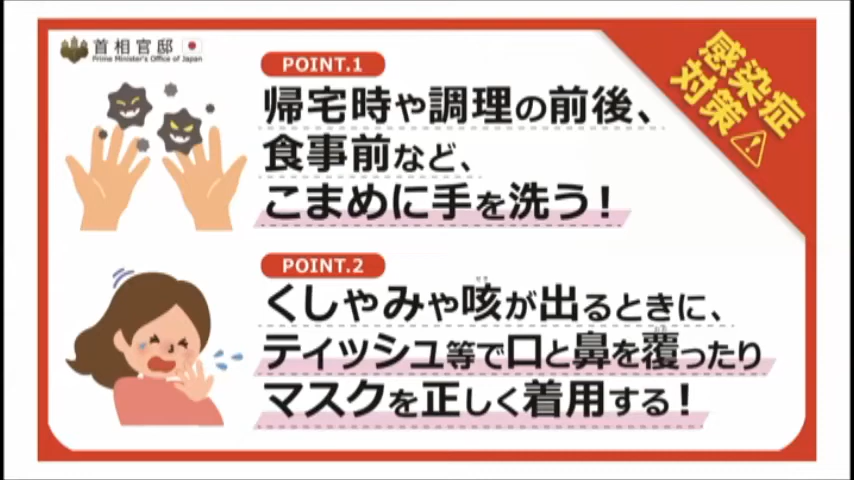 首相官邸
Prime Minister's Office of Japan
感染症
対策
POINT.1
帰宅時や調理の前後、
食事前など、
こまめに手を洗う！
POINT.2
くしゃみや咳が出るときに、
せき
ティッシュ等で口と鼻を覆ったり
おお
マスクを正しく着用する！